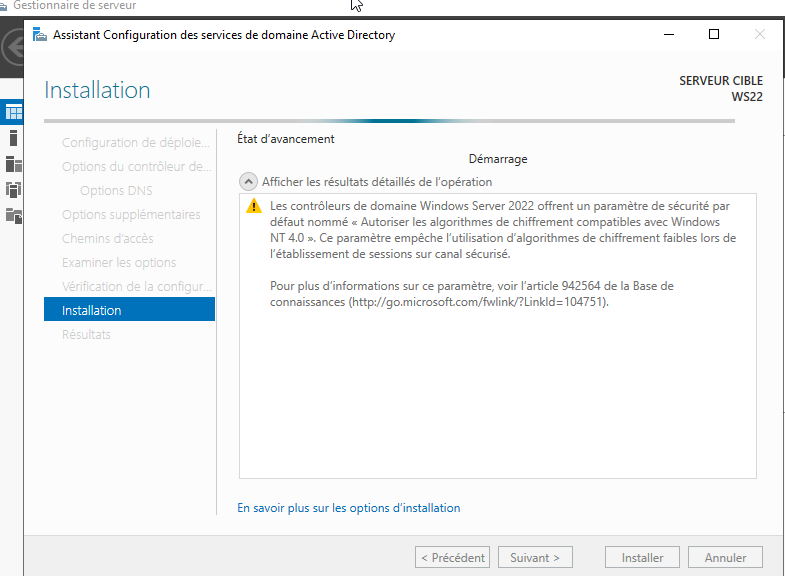 Gestionnaire de serveur
Assistant Configuration des services de domaine Active Directory
Installation
SERVEUR CIBLE
WS22
Configuration de déploie...
Options du contrôleur de...
Options DNS
Options supplémentaires
Chemins d'accès
Examiner les options
Vérification de la configur...
Installation
Résultats
État d'avancement
Démarrage
Afficher les résultats détaillés de l'opération
Les contrôleurs de domaine Windows Server 2022 offrent un paramètre de sécurité par
défaut nommé « Autoriser les algorithmes de chiffrement compatibles avec Windows
NT 4.0 ». Ce paramètre empêche l'utilisation d'algorithmes de chiffrement faibles lors de
l'établissement de sessions sur canal sécurisé.
Pour plus d'informations sur ce paramètre, voir l'article 942564 de la Base de
connaissances (http://go.microsoft.com/fwlink/?LinkId=104751).
En savoir plus sur les options d'installation
< Précédent
Suivant >
Installer
Annuler